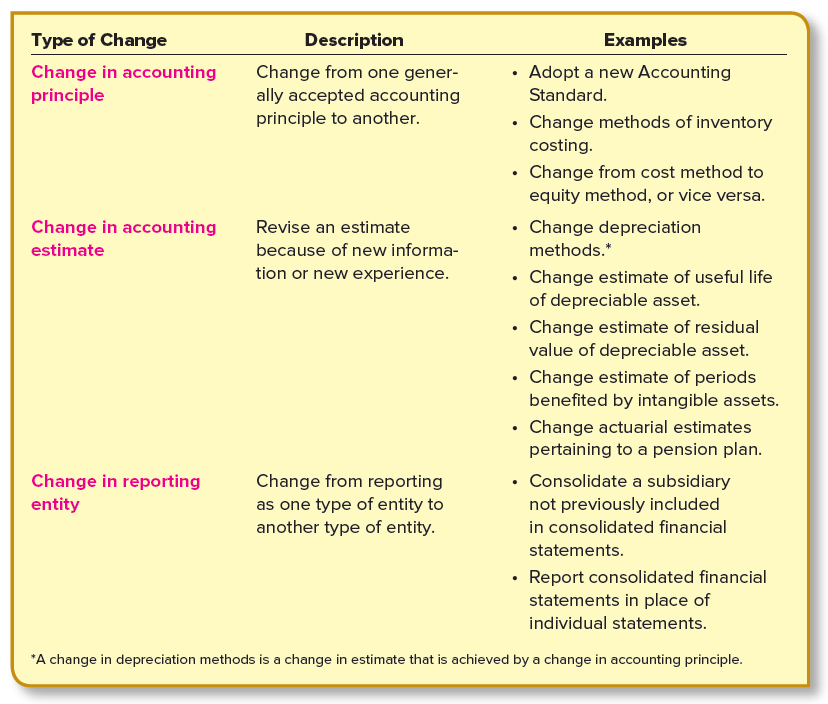 Type of Change Description Examples
Change in accounting
principle
Change from one gener-
ally accepted accounting
principle to another.
• Adopt a new Accounting
Standard.
• Change methods of inventory
costing.
• Change from cost method to
equity method, or vice versa.
Change in accounting
estimate
Revise an estimate
because of new informa-
tion or new experience.
• Change depreciation
methods.*
• Change estimate of useful life
of depreciable asset.
• Change estimate of residual
value of depreciable asset.
• Change estimate of periods
benefited by intangible assets.
• Change actuarial estimates
pertaining to a pension plan.
Change in reporting
entity
Change from reporting
as one type of entity to
another type of entity.
• Consolidate a subsidiary
not previously included
in consolidated financial
statements.
• Report consolidated financial
statements in place of
individual statements.
*A change in depreciation methods is a change in estimate that is achieved by a change in accounting principle.